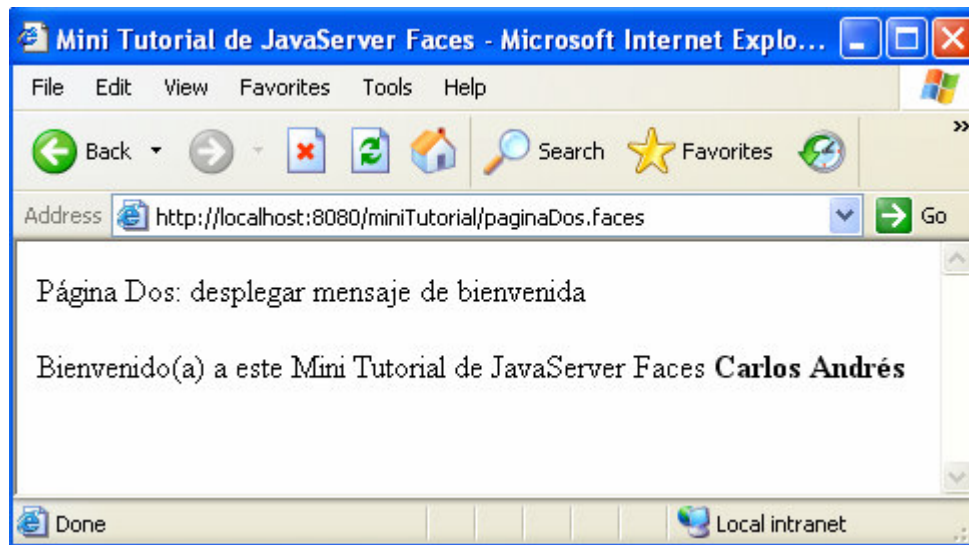 Mini Tutorial de JavaServer Faces - Microsoft Internet Explo...
File Edit View Favorites Tools Help
Back Search Favorites »
Address http://localhost:8080/miniTutorial/paginaDos.faces Go
Página Dos: desplegar mensaje de bienvenida
Bienvenido(a) a este Mini Tutorial de JavaServer Faces Carlos Andrés
Done Local intranet